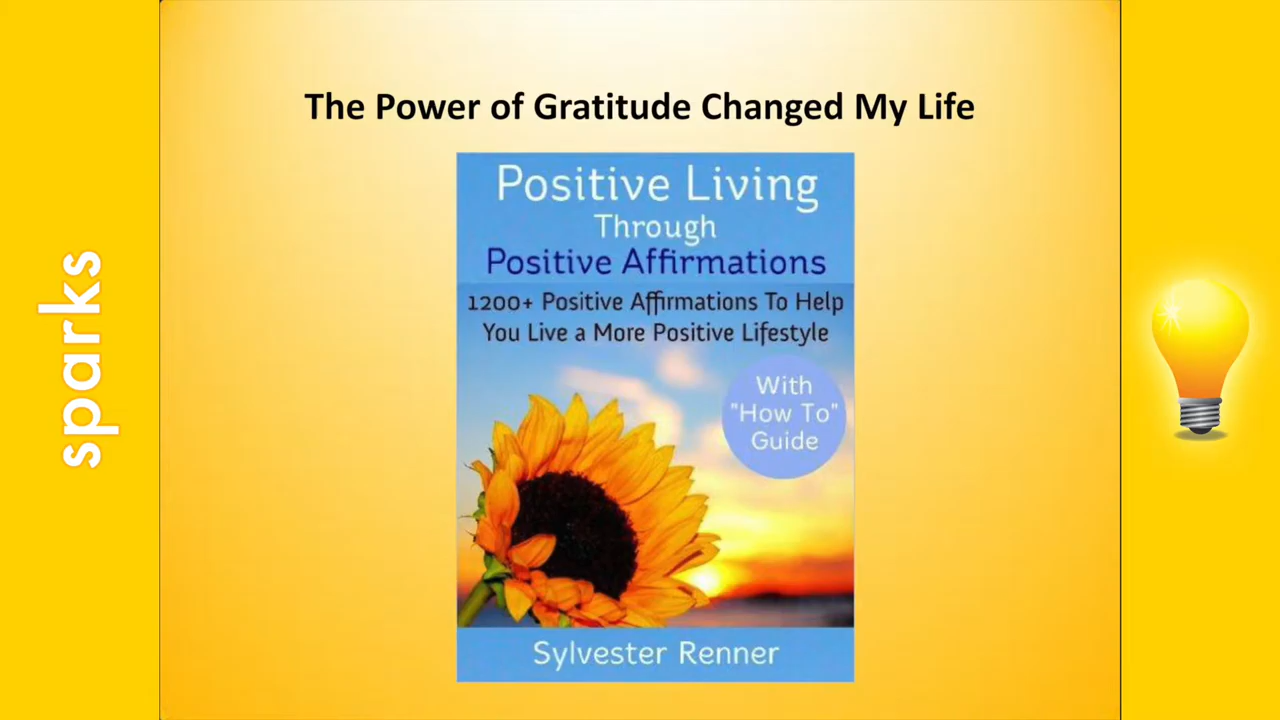 sparks
The Power of Gratitude Changed My Life
Positive Living
Through
Positive Affirmations
1200+ Positive Affirmations To Help
You Live a More Positive Lifestyle
With
"How To"
Guide
Sylvester Renner